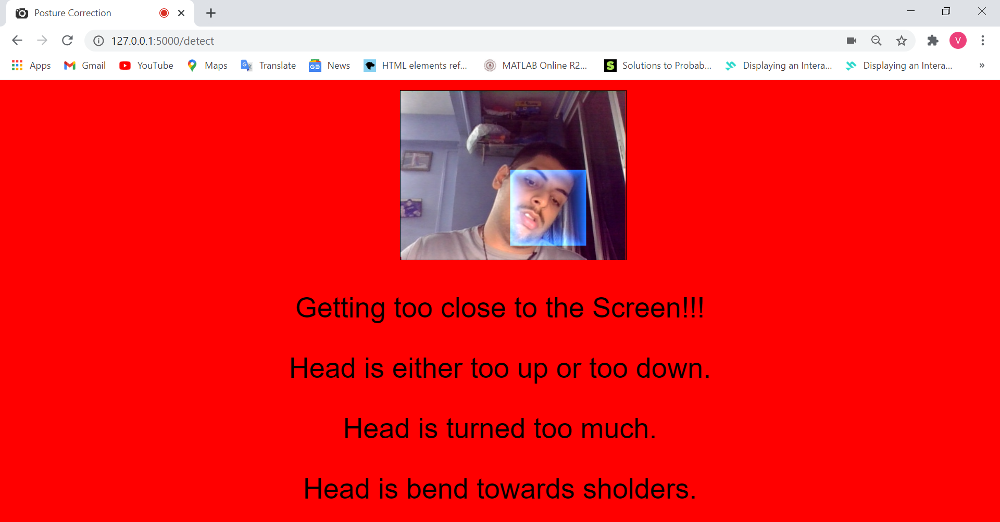 Posture Correction
127.0.0.1:5000/detect
V
Apps Gmail YouTube Maps Translate News HTML elements ref... MATLAB Online R2... Solutions to Probab... Displaying an Intera... Displaying an Intera... »
Getting too close to the Screen!!!
Head is either too up or too down.
Head is turned too much.
Head is bend towards sholders.